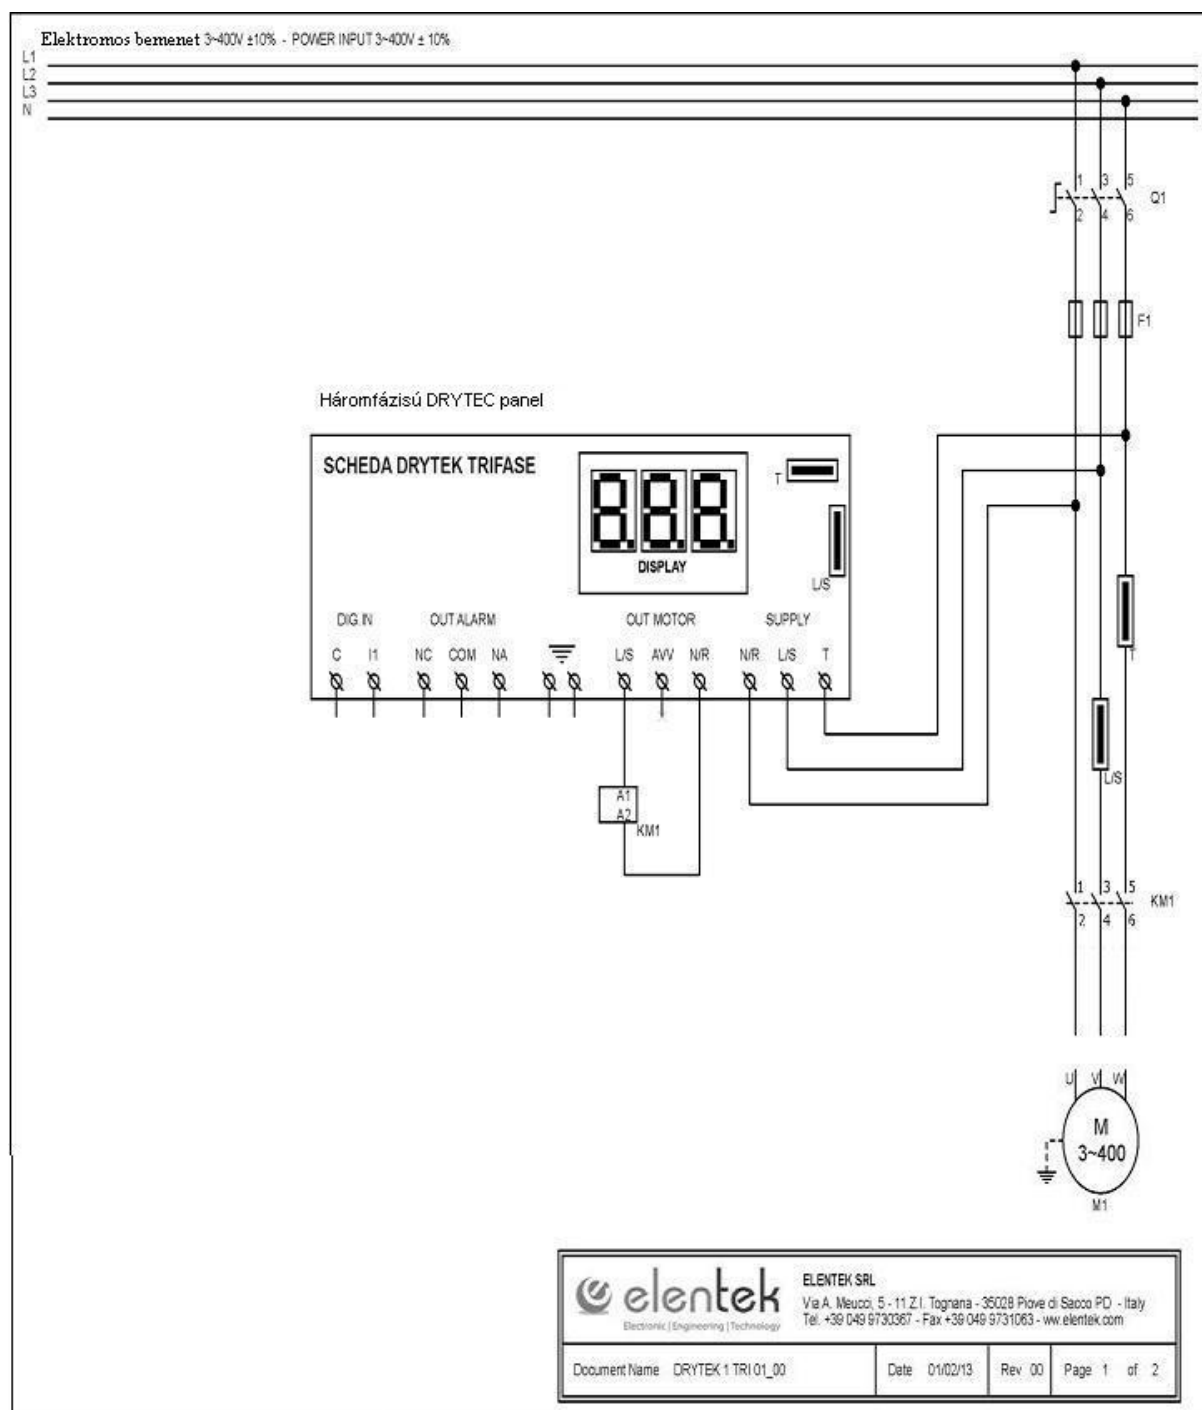 Elektromos bemenet 3~400V ±10% - POWER INPUT 3~400V ± 10%
L1
L2
L3
N
1 3 5
Q1
2 4 6
F1
Háromfázisú DRYTEC panel
SCHEDA DRYTEK TRIFASE
T
DISPLAY
L/S
DIG.IN OUT ALARM OUT MOTOR SUPPLY
C I1 NC COM NA L/S AVV N/R N/R L/S T
T
L/S
A1
A2
KM1
1 3 5
KM1
2 4 6
U V W
M
3~400
M1
elentek
Electronic | Engineering | Technology
ELENTEK SRL
Via A. Meucci, 5 - 11 Z.I. Tognana - 35028 Piove di Sacco PD - Italy
Tel. +39 049 9730367 - Fax +39 049 9731063 - ww.elentek.com
Document Name DRYTEK 1 TRI 01_00 Date 01/02/13 Rev 00 Page 1 of 2